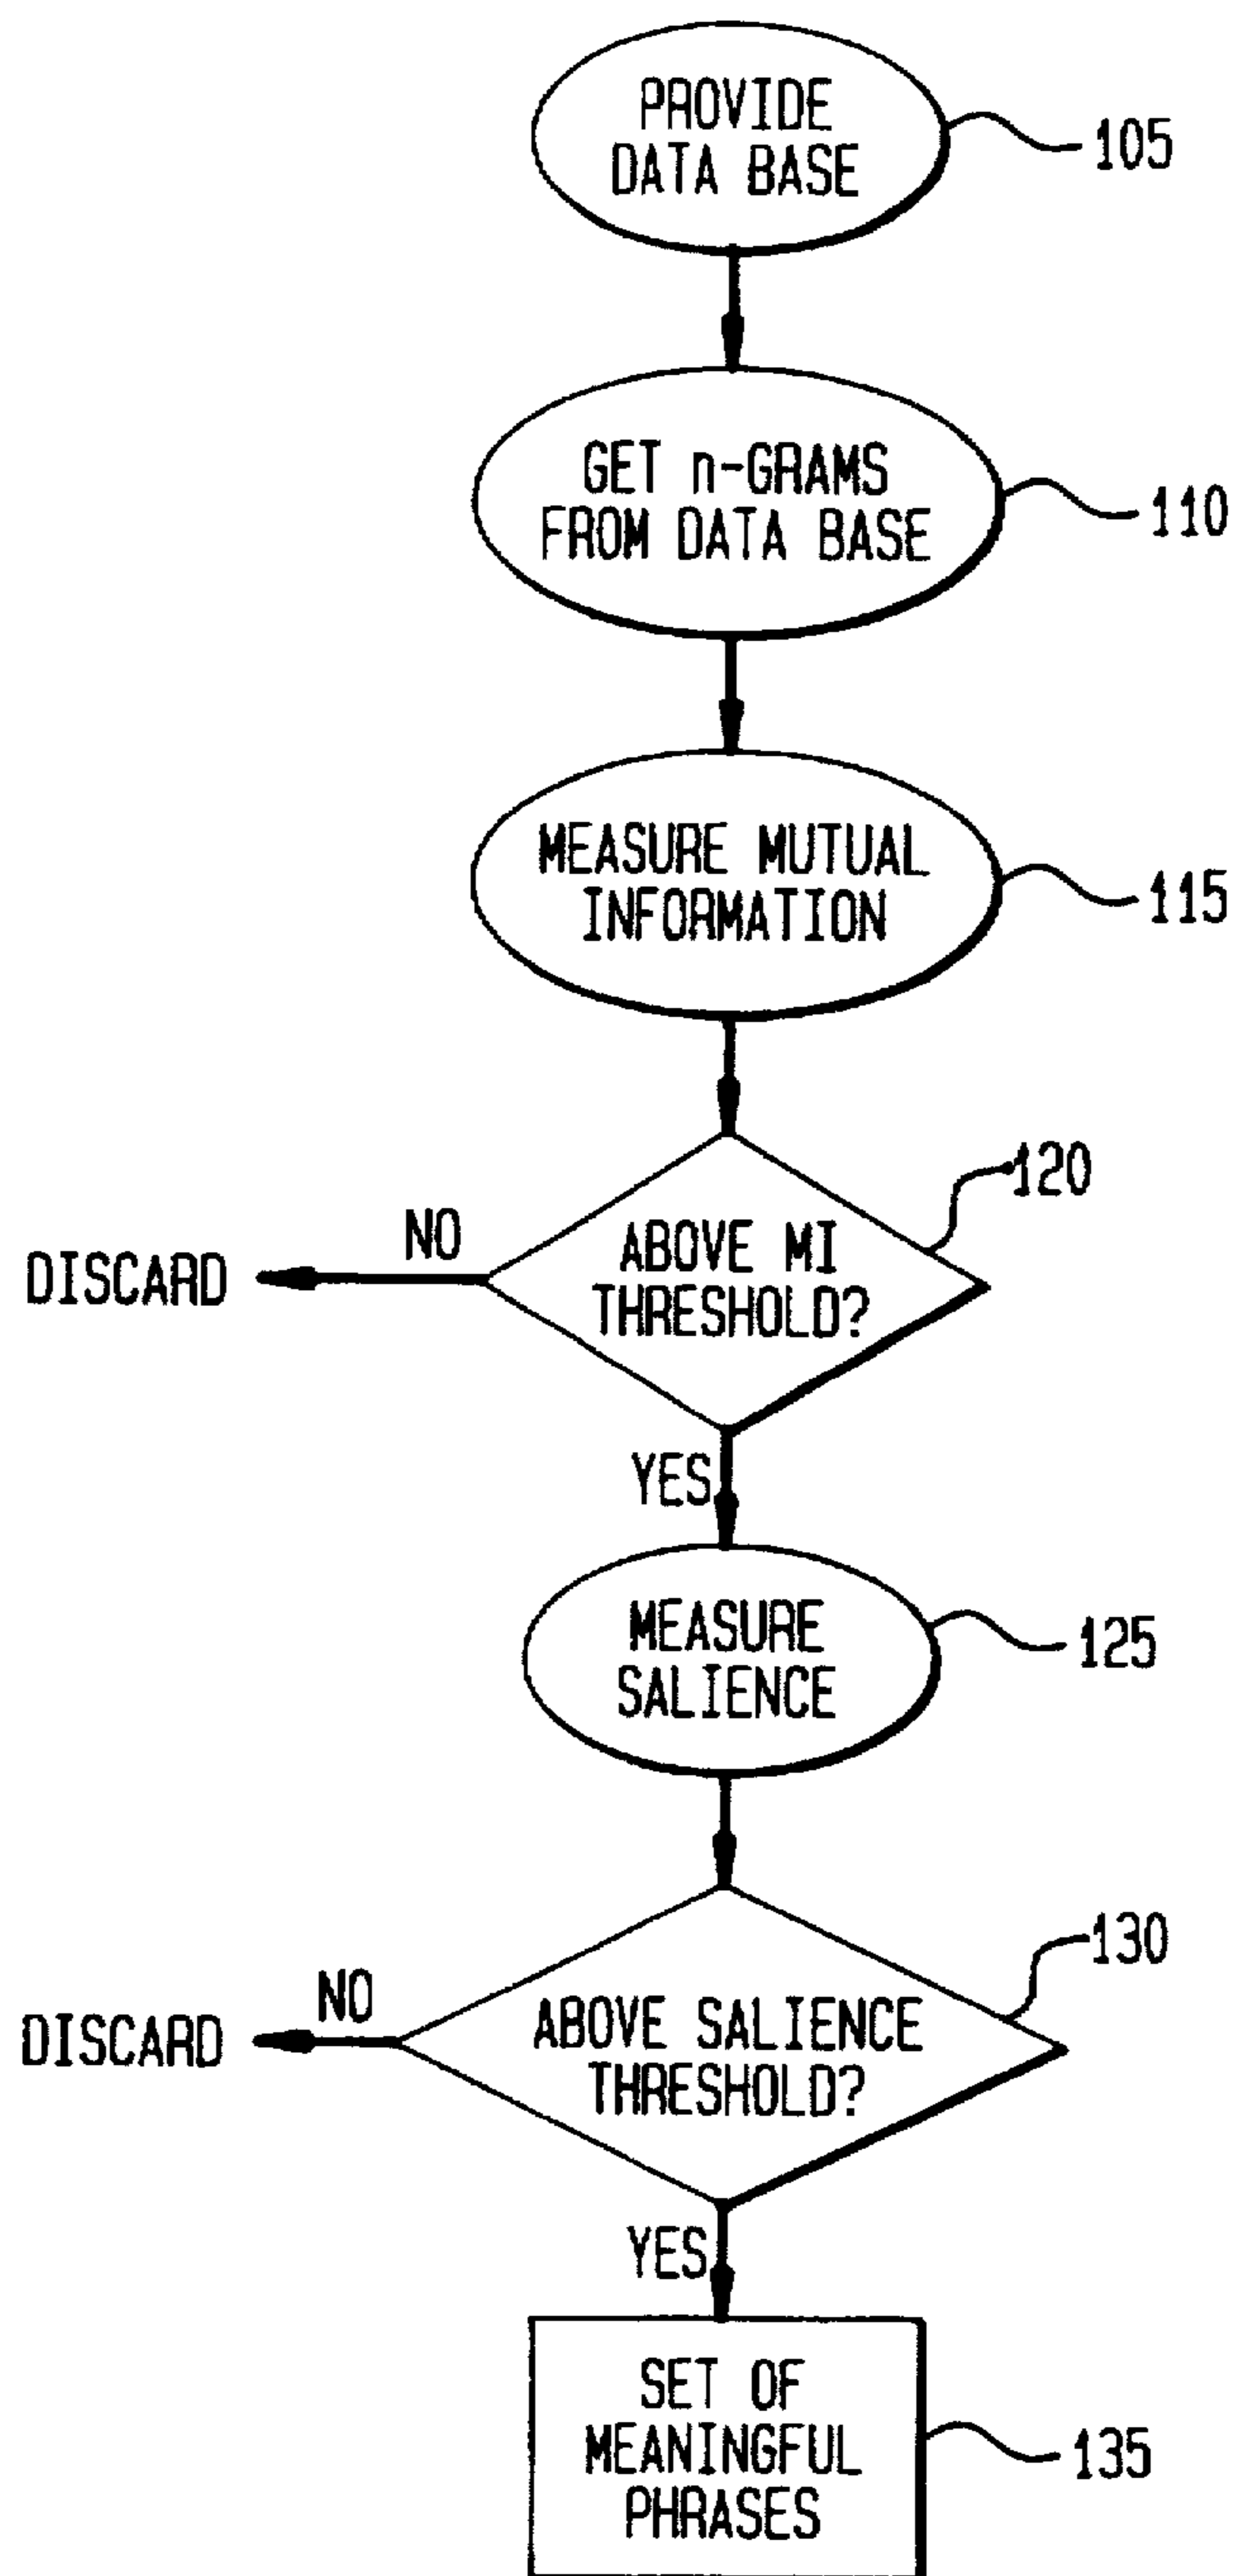 PROVIDE
DATA BASE
105
GET n-GRAMS
FROM DATA BASE
110
MEASURE MUTUAL
INFORMATION
115
120
NO
ABOVE MI
THRESHOLD?
DISCARD
YES
MEASURE
SALIENCE
125
130
NO
ABOVE SALIENCE
THRESHOLD?
DISCARD
YES
SET OF
MEANINGFUL
PHRASES
135